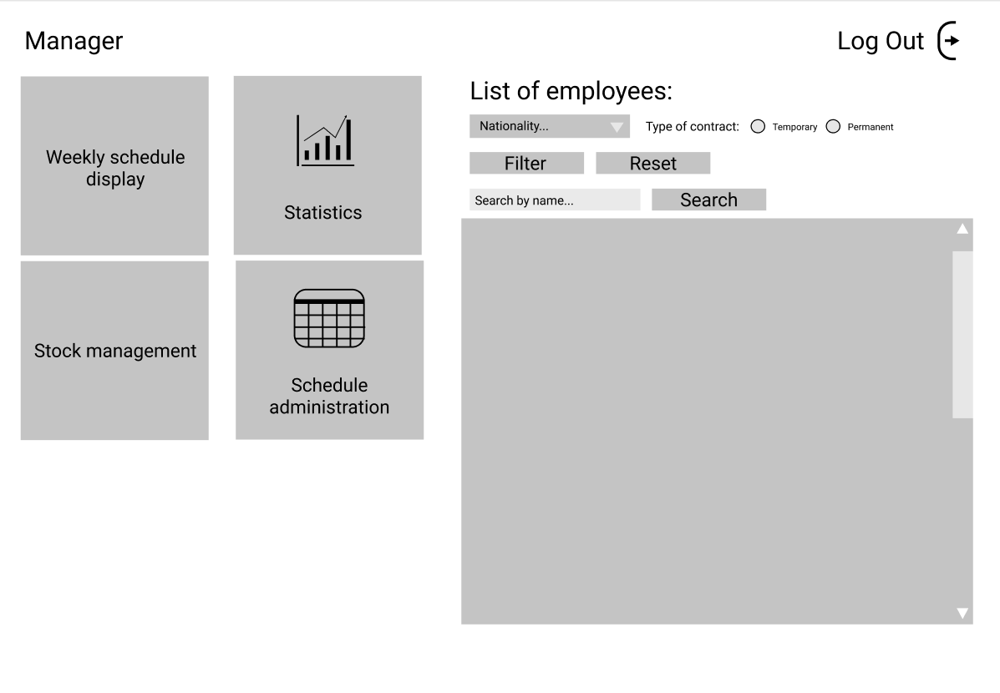 Manager
Log Out
Weekly schedule
display
Statistics
Stock management
Schedule
administration
List of employees:
Nationality...
Type of contract:
Temporary
Permanent
Filter
Reset
Search by name...
Search